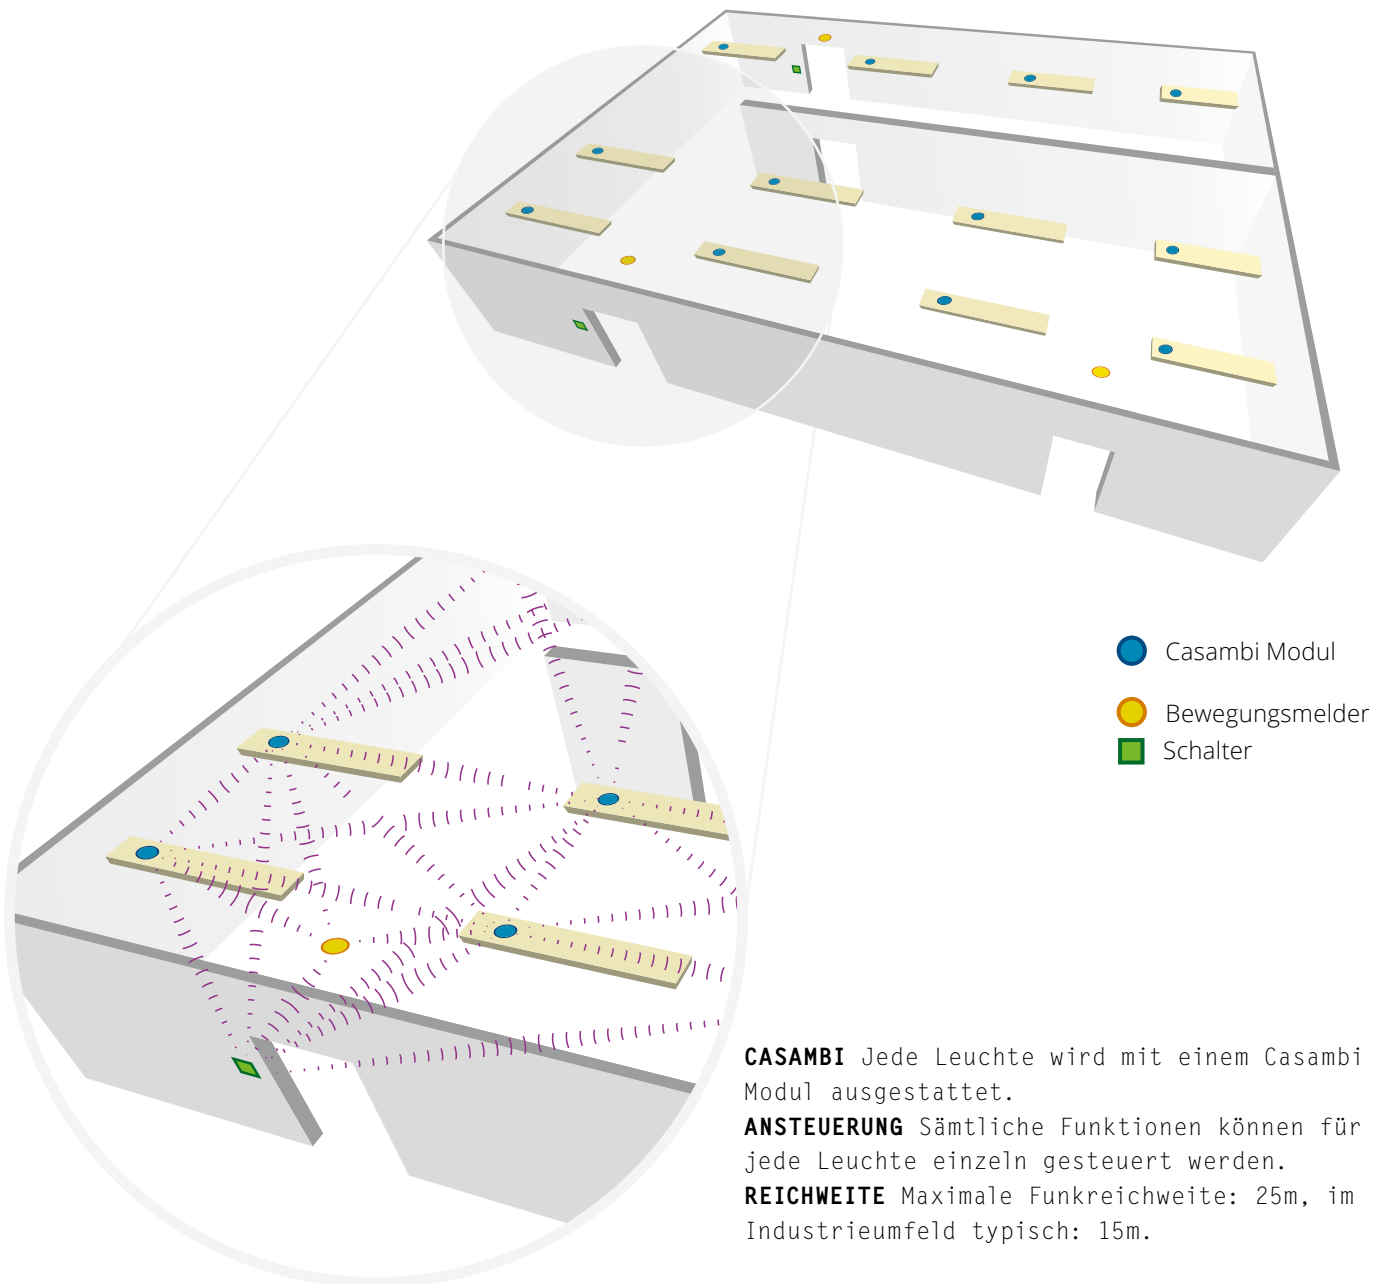 Casambi Modul
Bewegungsmelder
Schalter
CASAMBI Jede Leuchte wird mit einem Casambi
Modul ausgestattet.
ANSTEUERUNG Sämtliche Funktionen können für
jede Leuchte einzeln gesteuert werden.
REICHWEITE Maximale Funkreichweite: 25m, im
Industrieumfeld typisch: 15m.